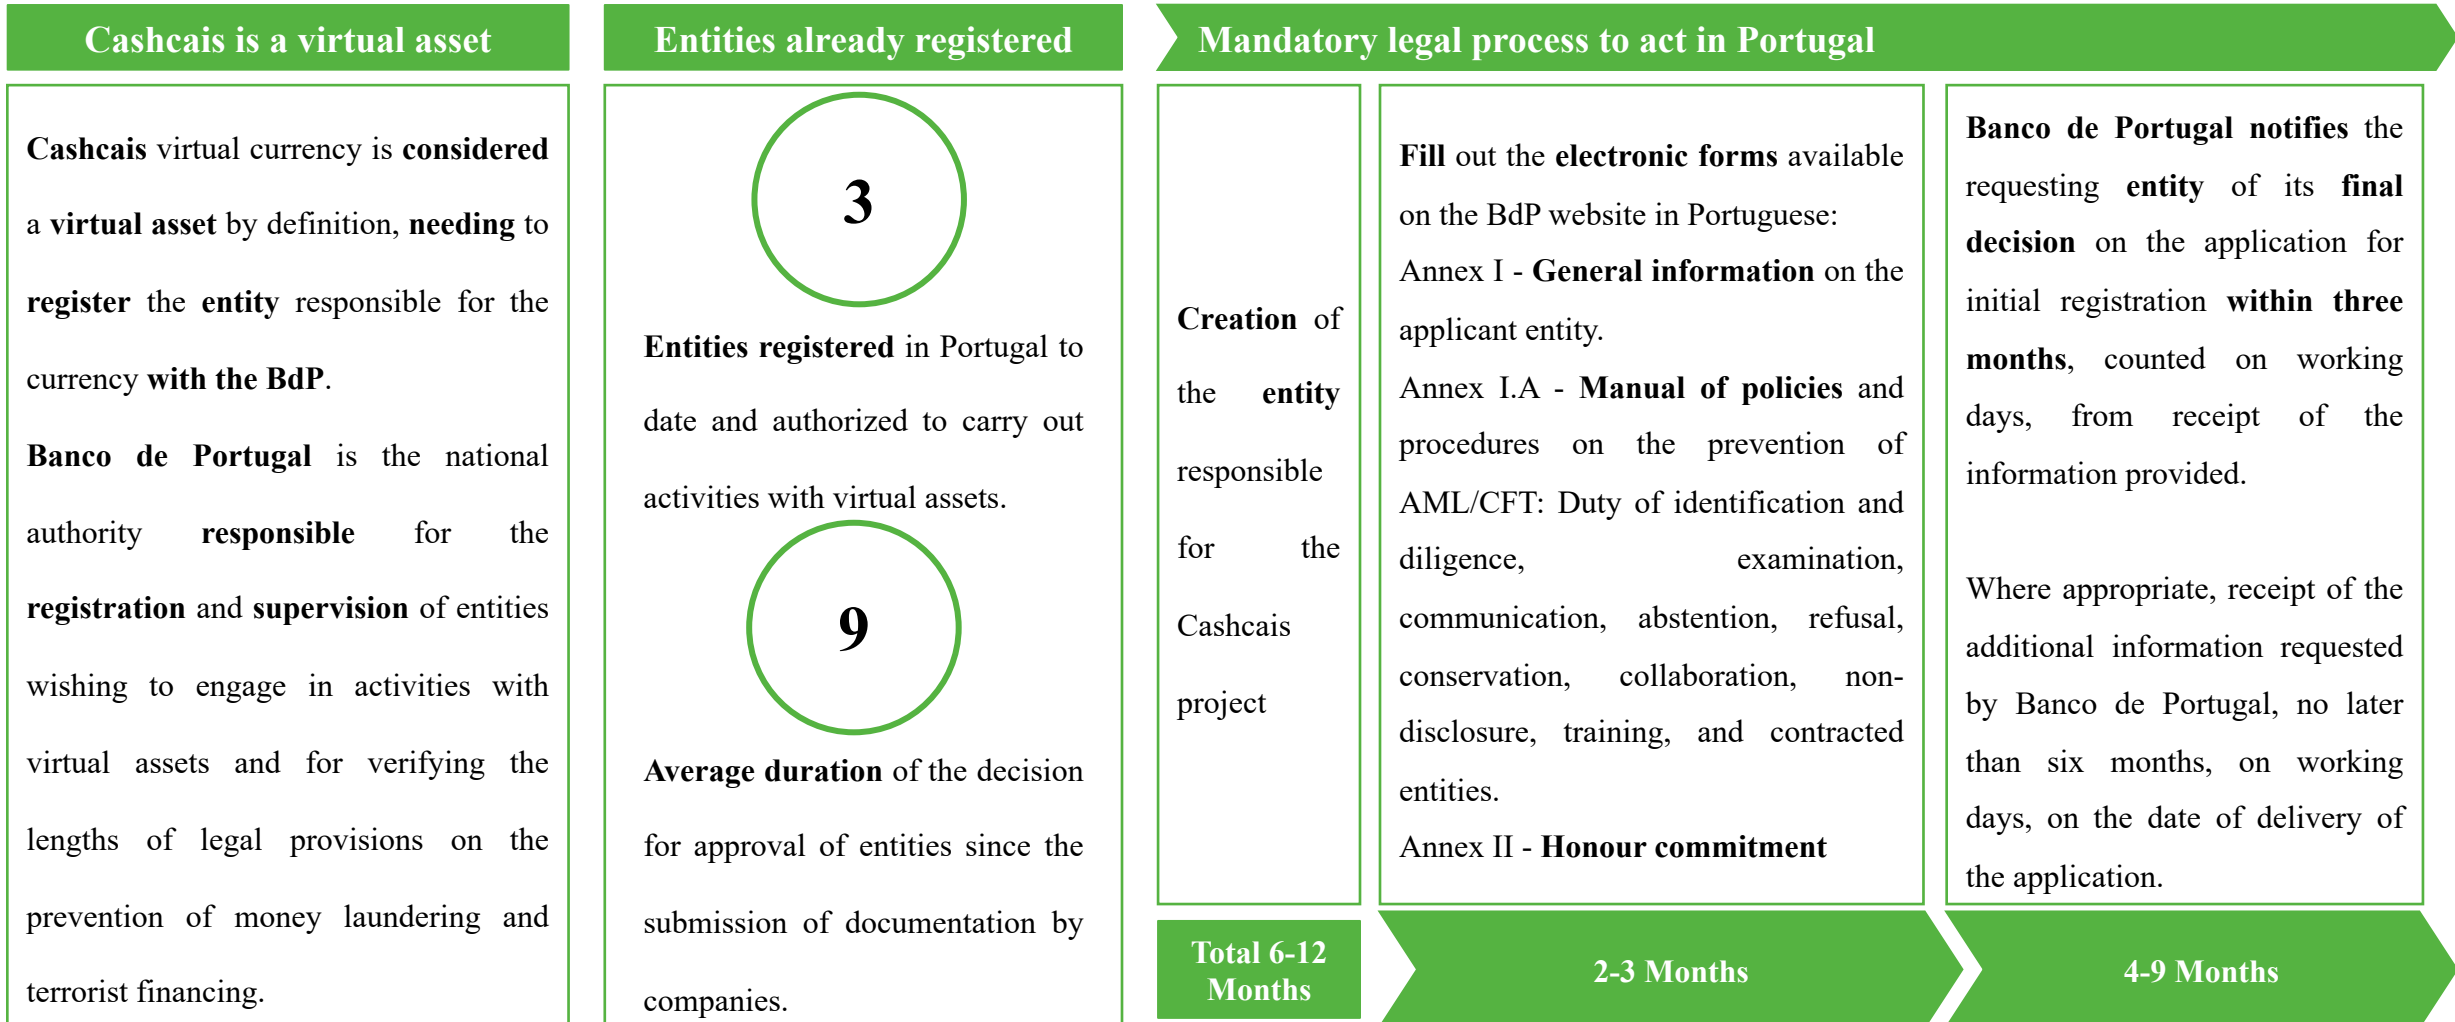 Cashcais is a virtual asset
Cashcais virtual currency is considered
a virtual asset by definition, needing to
register the entity responsible for the
currency with the BdP.
Banco de Portugal is the national
authority responsible for the
registration and supervision of entities
wishing to engage in activities with
virtual assets and for verifying the
lengths of legal provisions on the
prevention of money laundering and
terrorist financing.
Entities already registered
3
Entities registered in Portugal to
date and authorized to carry out
activities with virtual assets.
9
Average duration of the decision
for approval of entities since the
submission of documentation by
companies.
Mandatory legal process to act in Portugal
Creation of
the entity
responsible
for the
Cashcais
project
Total 6-12
Months
Fill out the electronic forms available
on the BdP website in Portuguese:
Annex I - General information on the
applicant entity.
Annex I.A - Manual of policies and
procedures on the prevention of
AML/CFT: Duty of identification and
diligence, examination,
communication, abstention, refusal,
conservation, collaboration, non-
disclosure, training, and contracted
entities.
Annex II - Honour commitment
2-3 Months
Banco de Portugal notifies the
requesting entity of its final
decision on the application for
initial registration within three
months, counted on working
days, from receipt of the
information provided.
Where appropriate, receipt of the
additional information requested
by Banco de Portugal, no later
than six months, on working
days, on the date of delivery of
the application.
4-9 Months